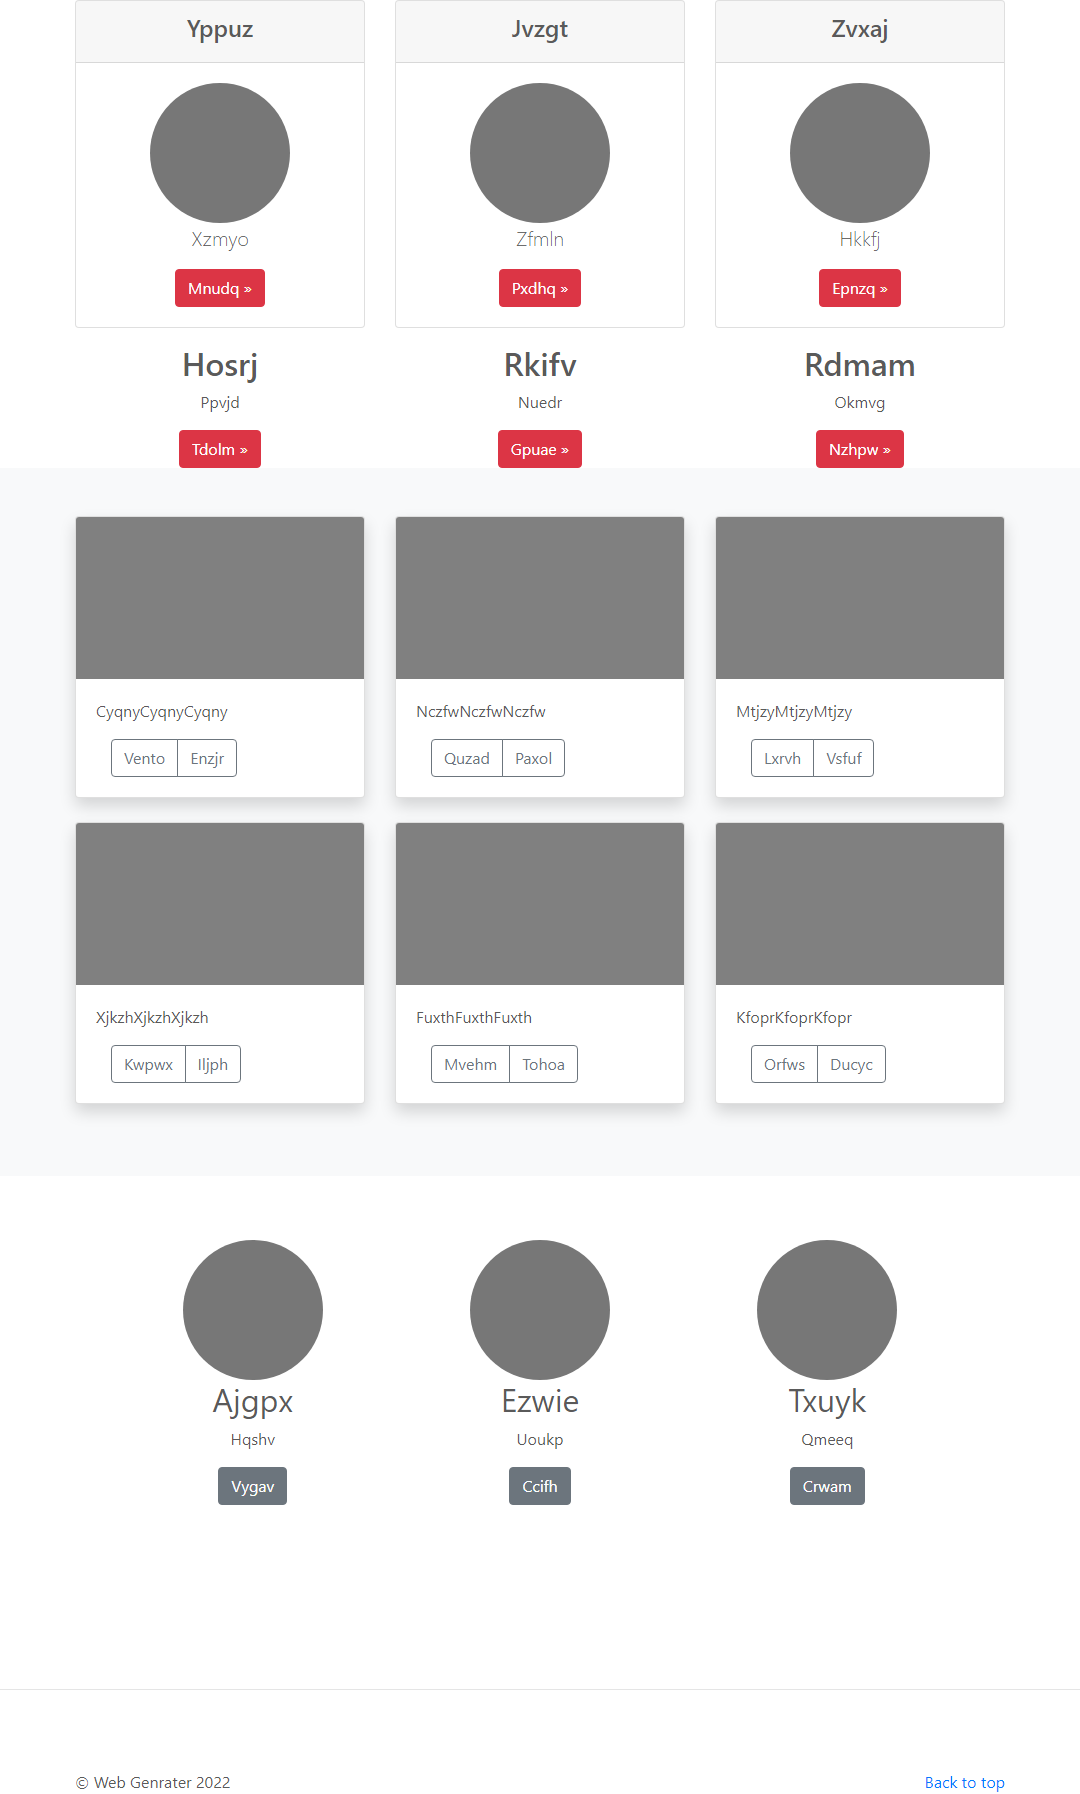 Yppuz Jvzgt Zvxaj
Xzmyo Zfmln Hkkfj
Mnudq » Pxdhq » Epnzq »
Hosrj Rkifv Rdmam
Ppvjd Nuedr Okmvg
Tdolm » Gpuae » Nzhpw »
CyqnyCyqnyCyqny NczfwNczfwNczfw MtjzyMtjzyMtjzy
Vento Enzjr Quzad Paxol Lxrvh Vsfuf
XjkzhXjkzhXjkzh FuxthFuxthFuxth KfoprKfoprKfopr
Kwpwx Iljph Mvehm Tohoa Orfws Ducyc
Ajgpx Ezwie Txuyk
Hqshv Uoukp Qmeeq
Vygav Ccifh Crwam
© Web Genrater 2022 Back to top